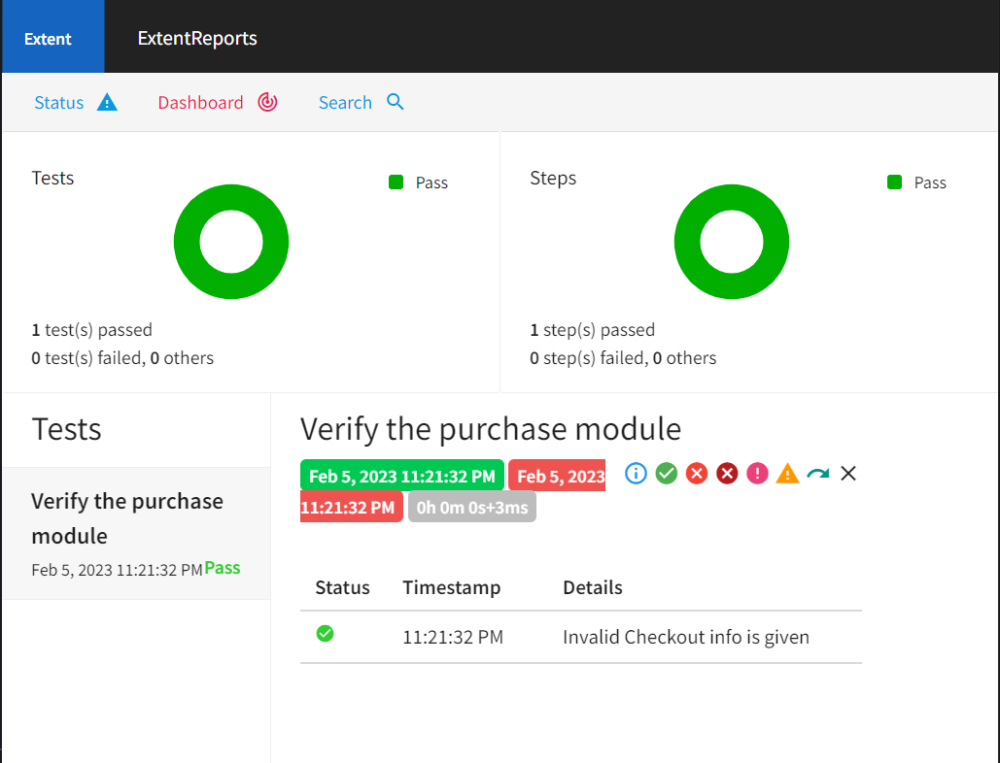 Extent ExtentReports
Status Dashboard Search
Tests
Pass
1 test(s) passed
0 test(s) failed, 0 others
Steps
Pass
1 step(s) passed
0 step(s) failed, 0 others
Tests
Verify the purchase
module
Feb 5, 2023 11:21:32 PM Pass
Verify the purchase module
Feb 5, 2023 11:21:32 PM Feb 5, 2023
11:21:32 PM 0h 0m 0s+3ms
Status Timestamp Details
11:21:32 PM Invalid Checkout info is given